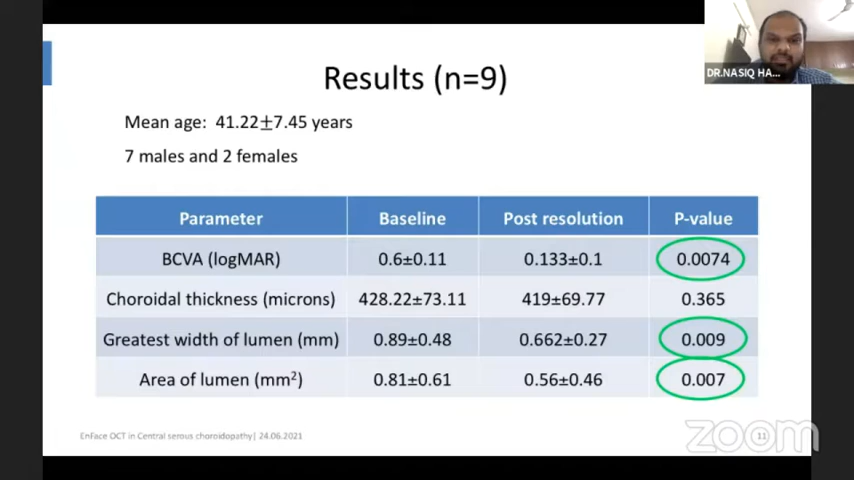 DR.NASIQ HA...
Results (n=9)
Mean age: 41.22±7.45 years
7 males and 2 females
Parameter Baseline Post resolution P-value
BCVA (logMAR) 0.6±0.11 0.133±0.1 0.0074
Choroidal thickness (microns) 428.22±73.11 419±69.77 0.365
Greatest width of lumen (mm) 0.89±0.48 0.662±0.27 0.009
Area of lumen (mm²) 0.81±0.61 0.56±0.46 0.007
EnFace OCT in Central serous choroidopathy| 24.06.2021
11
zoom